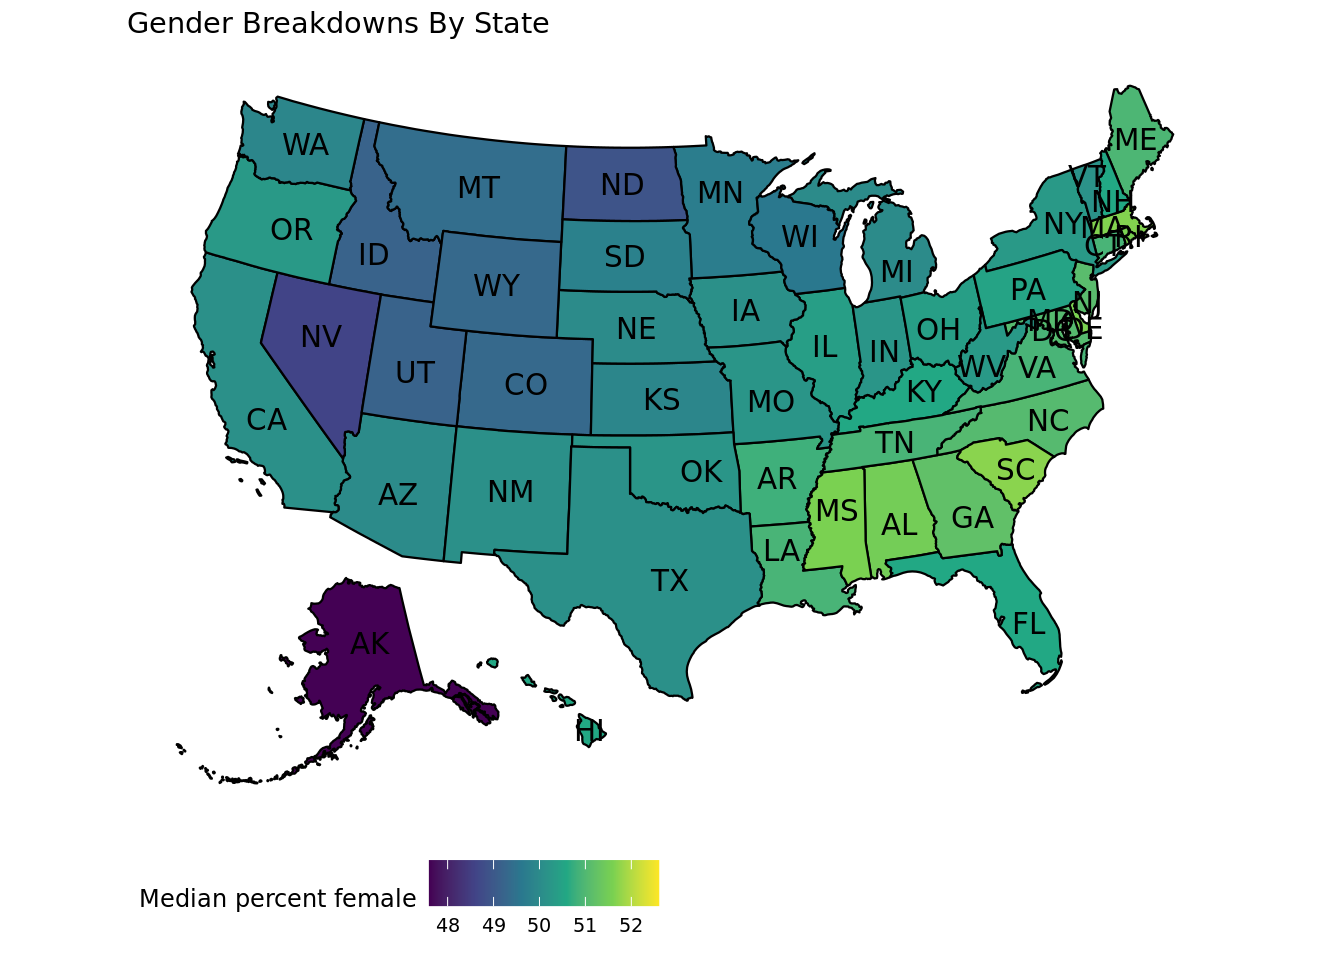 Gender Breakdowns By State
ME
WA
VT
MT
ND
MN
NH
OR
NY
MA
WI
RI
CT
ID
SD
MI
WY
PA
NJ
IA
NE
MD
DC
DE
NV
OH
IL
IN
WV
VA
UT
CO
KY
KS
MO
CA
NC
TN
OK
SC
AR
AZ
NM
MS
GA
AL
LA
TX
FL
AK
HI
Median percent female
48 49 50 51 52